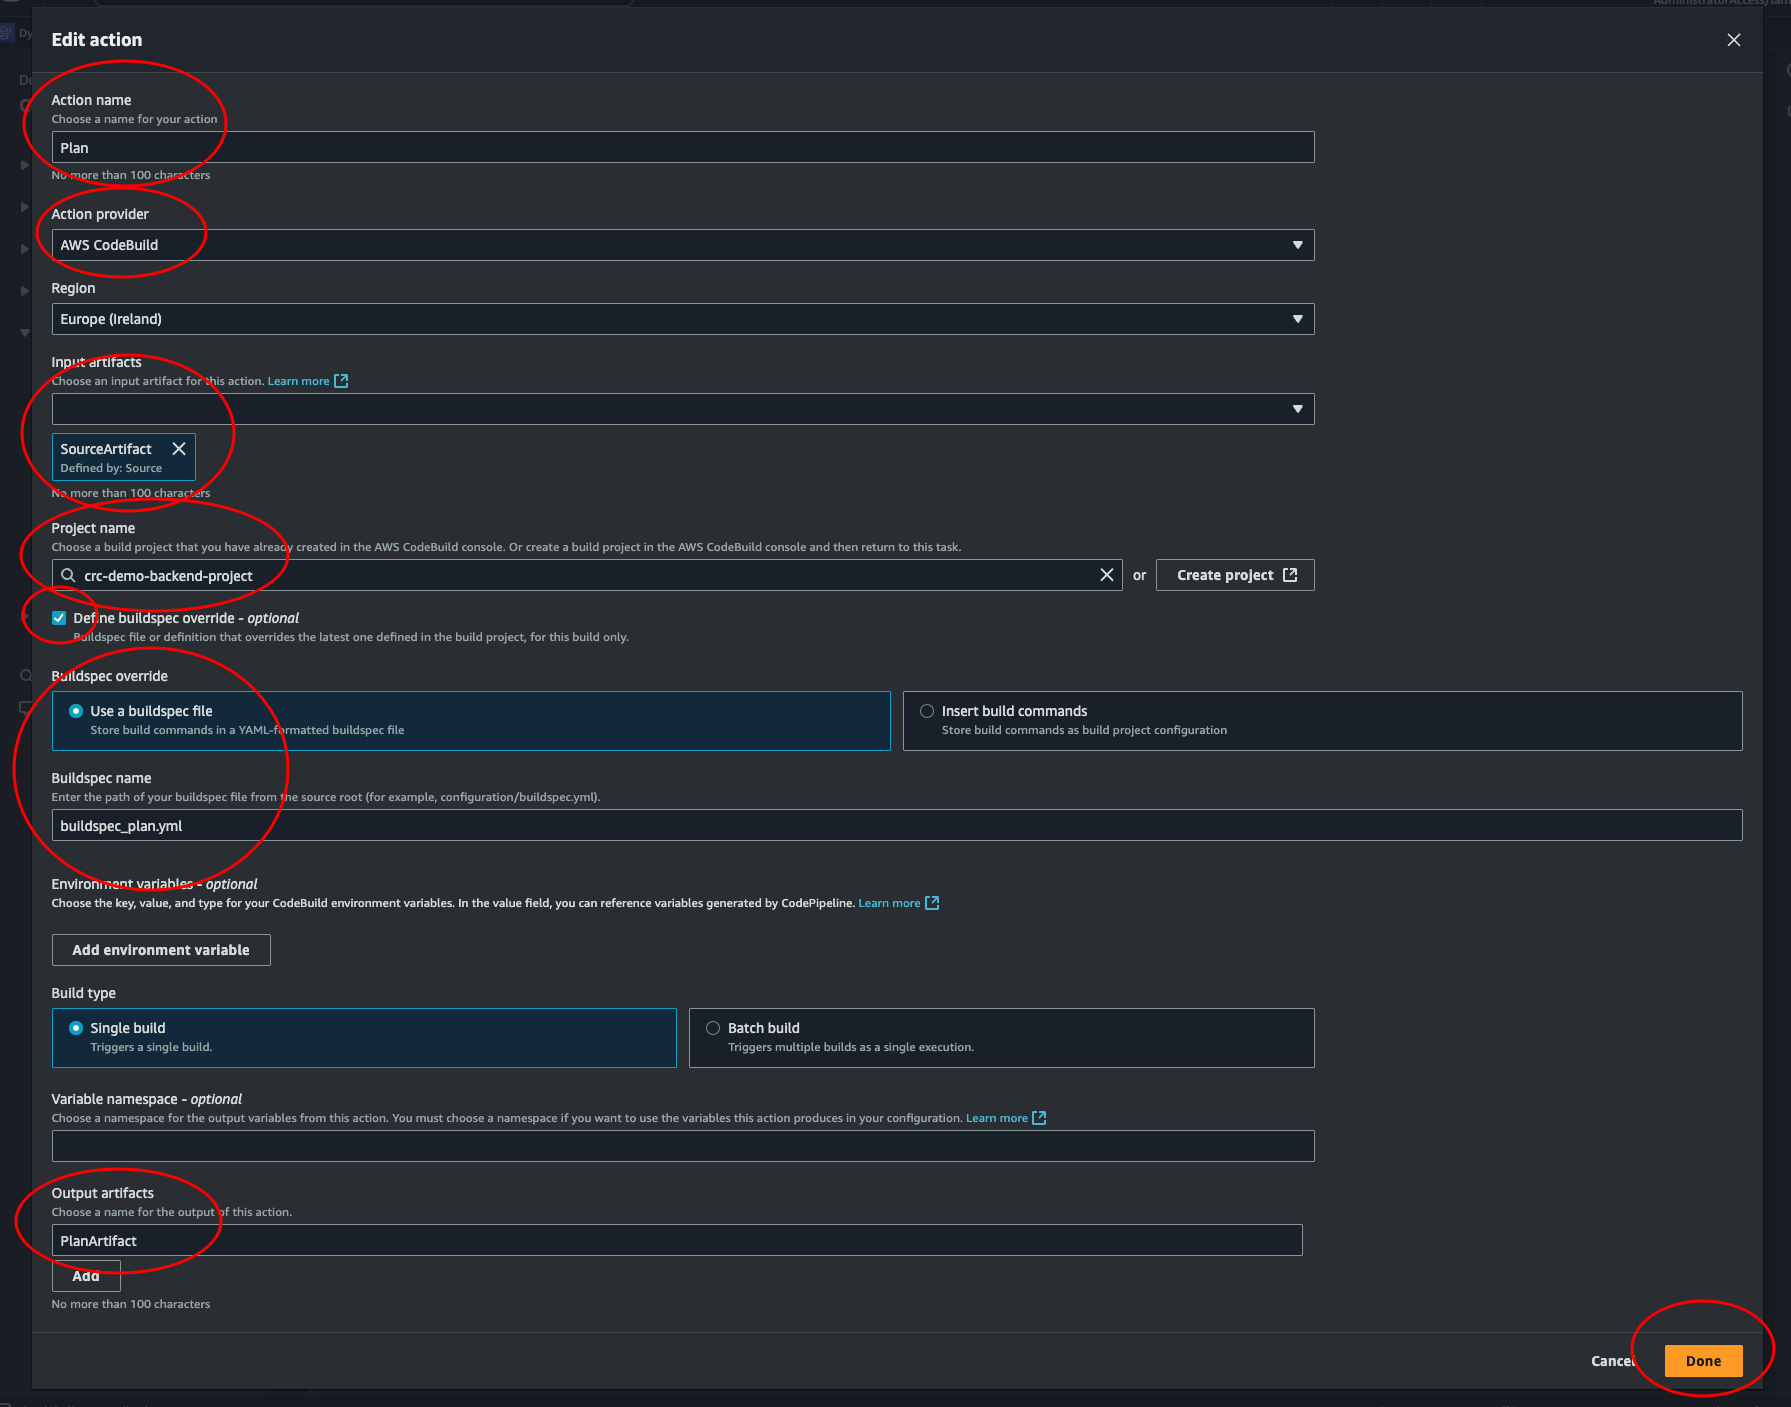 Edit action
Action name
Choose a name for your action
Plan
No more than 100 characters
Action provider
AWS CodeBuild
Region
Europe (Ireland)
Input artifacts
Choose an input artifact for this action. Learn more
SourceArtifact
Defined by: Source
No more than 100 characters
Project name
Choose a build project that you have already created in the AWS CodeBuild console. Or create a build project in the AWS CodeBuild console and then return to this task.
crc-demo-backend-project
or
Create project
Define buildspec override - optional
Buildspec file or definition that overrides the latest one defined in the build project, for this build only.
Buildspec override
Use a buildspec file
Store build commands in a YAML-formatted buildspec file
Insert build commands
Store build commands as build project configuration
Buildspec name
Enter the path of your buildspec file from the source root (for example, configuration/buildspec.yml).
buildspec_plan.yml
Environment variables - optional
Choose the key, value, and type for your CodeBuild environment variables. In the value field, you can reference variables generated by CodePipeline. Learn more
Add environment variable
Build type
Single build
Triggers a single build.
Batch build
Triggers multiple builds as a single execution.
Variable namespace - optional
Choose a namespace for the output variables from this action. You must choose a namespace if you want to use the variables this action produces in your configuration. Learn more
Output artifacts
Choose a name for the output of this action.
PlanArtifact
Add
No more than 100 characters
Cancel
Done